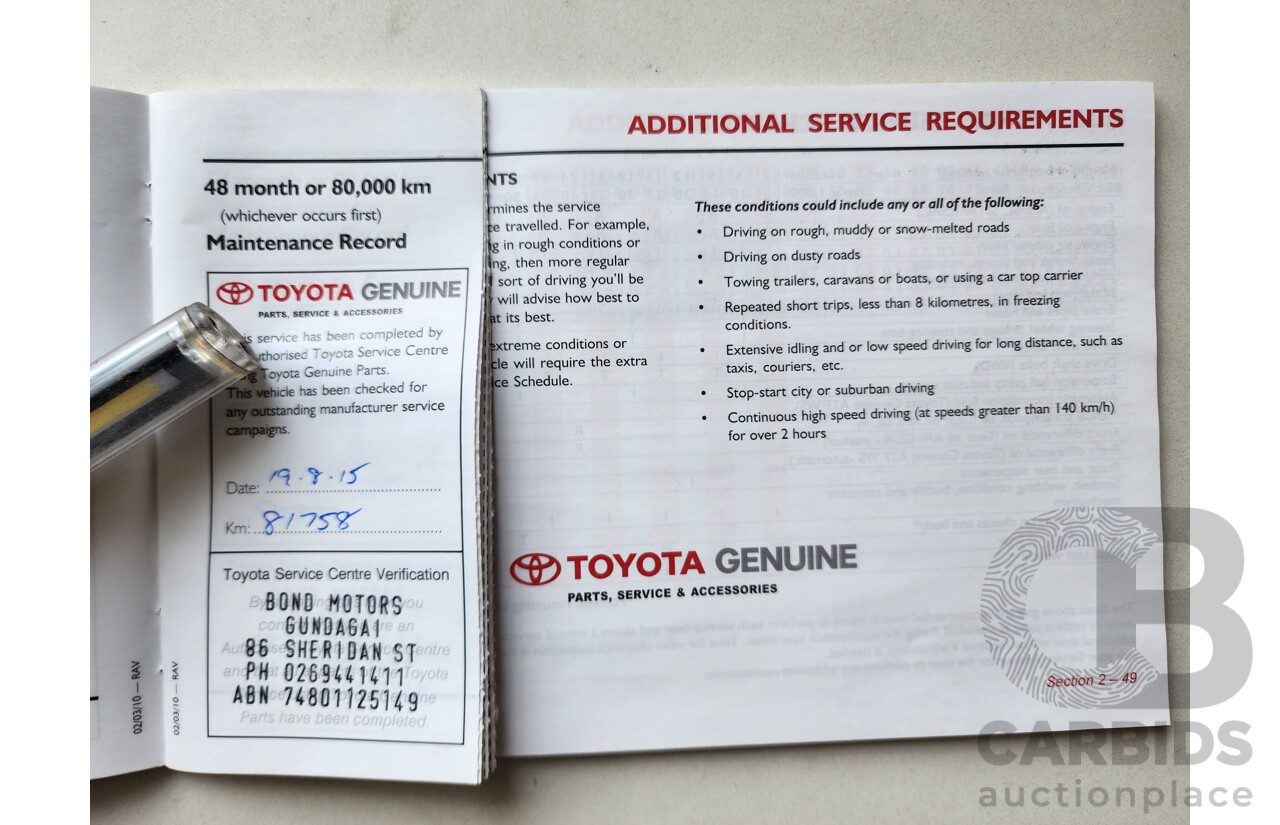 48 month or 80,000 km
(whichever occurs first)
Maintenance Record
TOYOTA GENUINE
PARTS, SERVICE & ACCESSORIES
is service has been completed by
uthorised Toyota Service Centre
Toyota Genuine Parts.
This vehicle has been checked for
any outstanding manufacturer service
campaigns.
Date: 19.8.15
Km: 81758
Toyota Service Centre Verification
BOND MOTORS
GUNDAGAI
86 SHERIDAN ST
PH 0269441411
ABN 74801125149
Parts have been completed.
02/03/10 — RAV
02/03/10 — RAV
ADDITIONAL SERVICE REQUIREMENTS
NTS
rmines the service
ce travelled. For example,
g in rough conditions or
ng, then more regular
sort of driving you'll be
will advise how best to
at its best.
extreme conditions or
cle will require the extra
ice Schedule.
These conditions could include any or all of the following:
• Driving on rough, muddy or snow-melted roads
• Driving on dusty roads
• Towing trailers, caravans or boats, or using a car top carrier
• Repeated short trips, less than 8 kilometres, in freezing
conditions.
• Extensive idling and or low speed driving for long distance, such as
taxis, couriers, etc.
• Stop-start city or suburban driving
• Continuous high speed driving (at speeds greater than 140 km/h)
for over 2 hours
TOYOTA GENUINE
PARTS, SERVICE & ACCESSORIES
Section 2 – 49
CB
CARBIDS
auctionplace